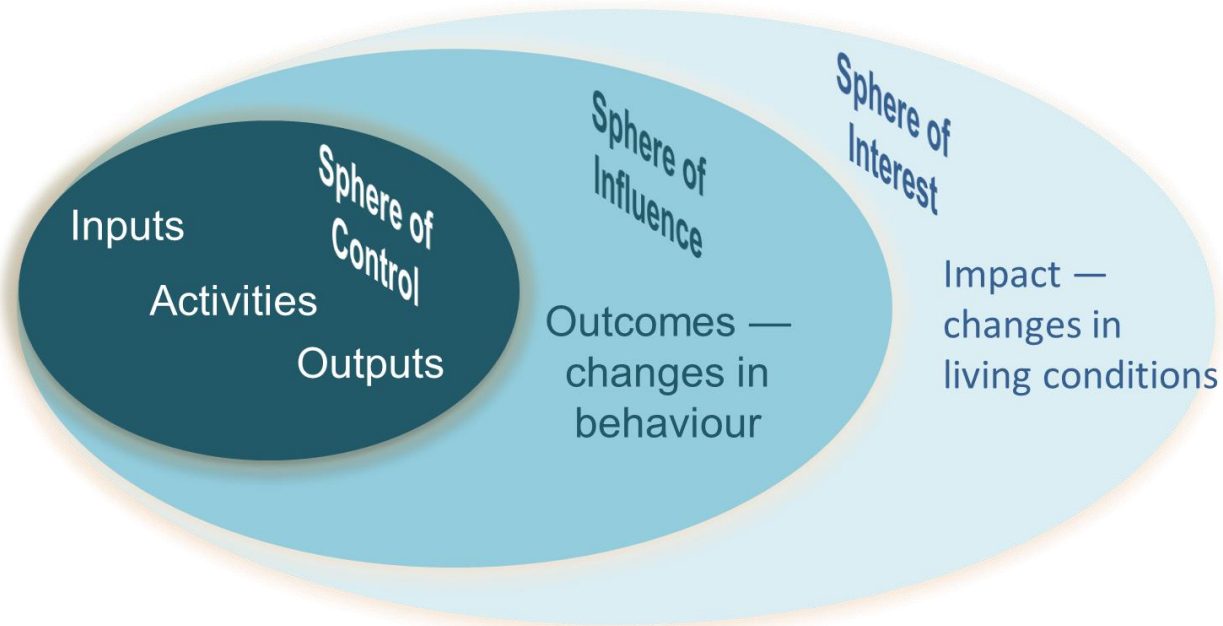 Sphere of
Control
Inputs
Activities
Outputs
Sphere of
Influence
Outcomes —
changes in
behaviour
Sphere of
Interest
Impact —
changes in
living conditions